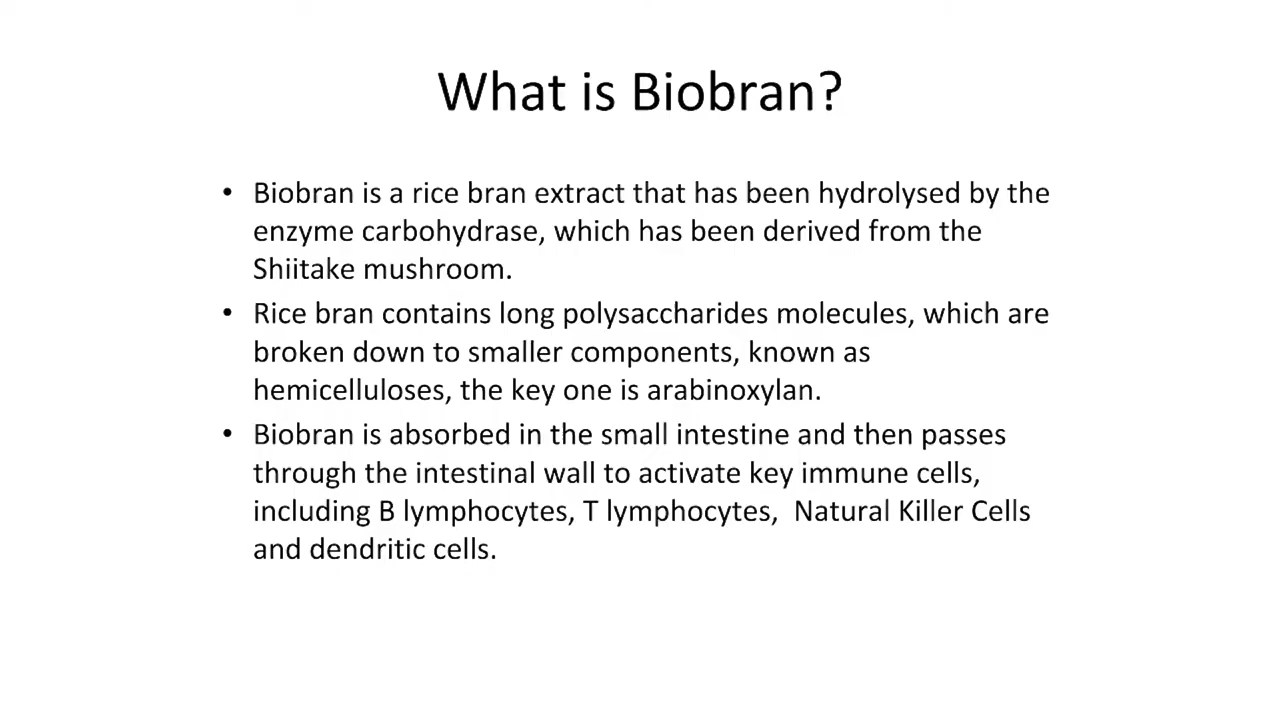 What is Biobran?
• Biobran is a rice bran extract that has been hydrolysed by the
enzyme carbohydrase, which has been derived from the
Shiitake mushroom.
• Rice bran contains long polysaccharides molecules, which are
broken down to smaller components, known as
hemicelluloses, the key one is arabinoxylan.
• Biobran is absorbed in the small intestine and then passes
through the intestinal wall to activate key immune cells,
including B lymphocytes, T lymphocytes,  Natural Killer Cells
and dendritic cells.